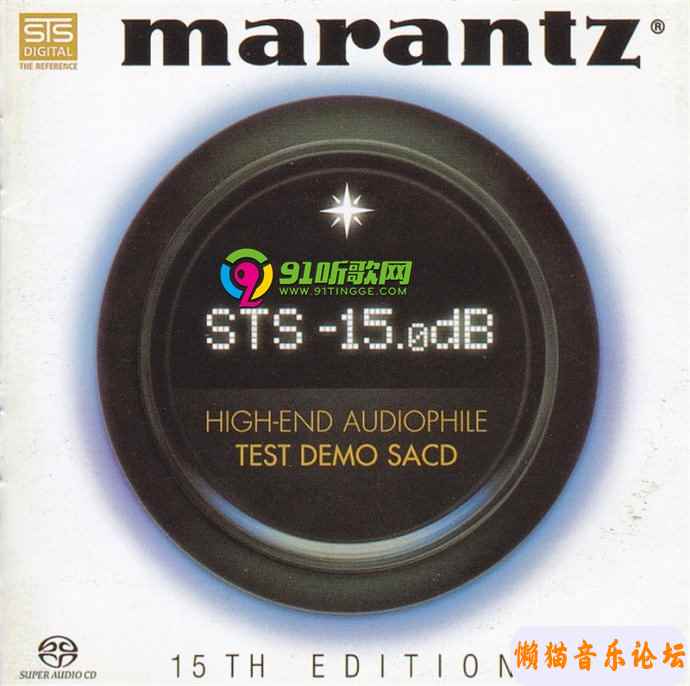 STS
DIGITAL
THE REFERENCE
marantz®
91听歌网
WWW.91TINGGE.COM
STS -15.0dB
HIGH-END AUDIOPHILE
TEST DEMO SACD
SUPER AUDIO CD
15TH EDITION
懒猫音乐论坛